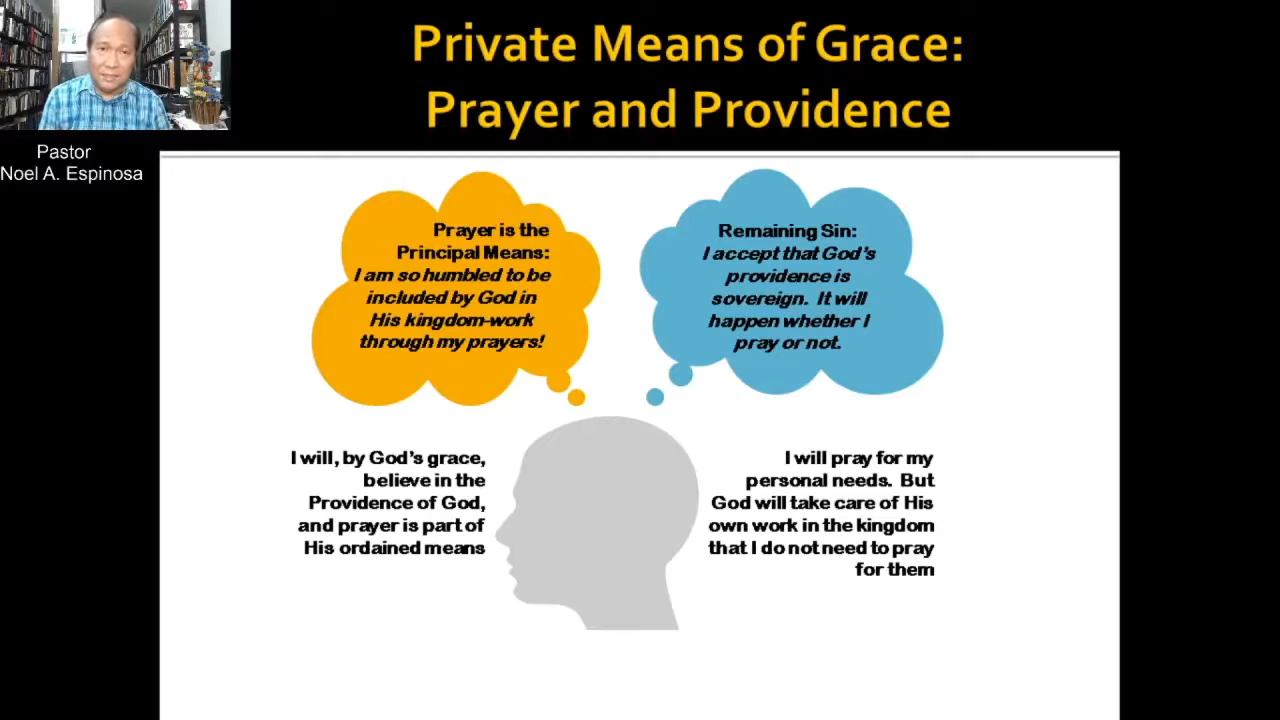 Private Means of Grace:
Prayer and Providence
Pastor
Noel A. Espinosa
Prayer is the
Principal Means:
I am so humbled to be
included by God in
His kingdom-work
through my prayers!
Remaining Sin:
I accept that God's
providence is
sovereign. It will
happen whether I
pray or not.
I will, by God's grace,
believe in the
Providence of God,
and prayer is part of
His ordained means
I will pray for my
personal needs. But
God will take care of His
own work in the kingdom
that I do not need to pray
for them